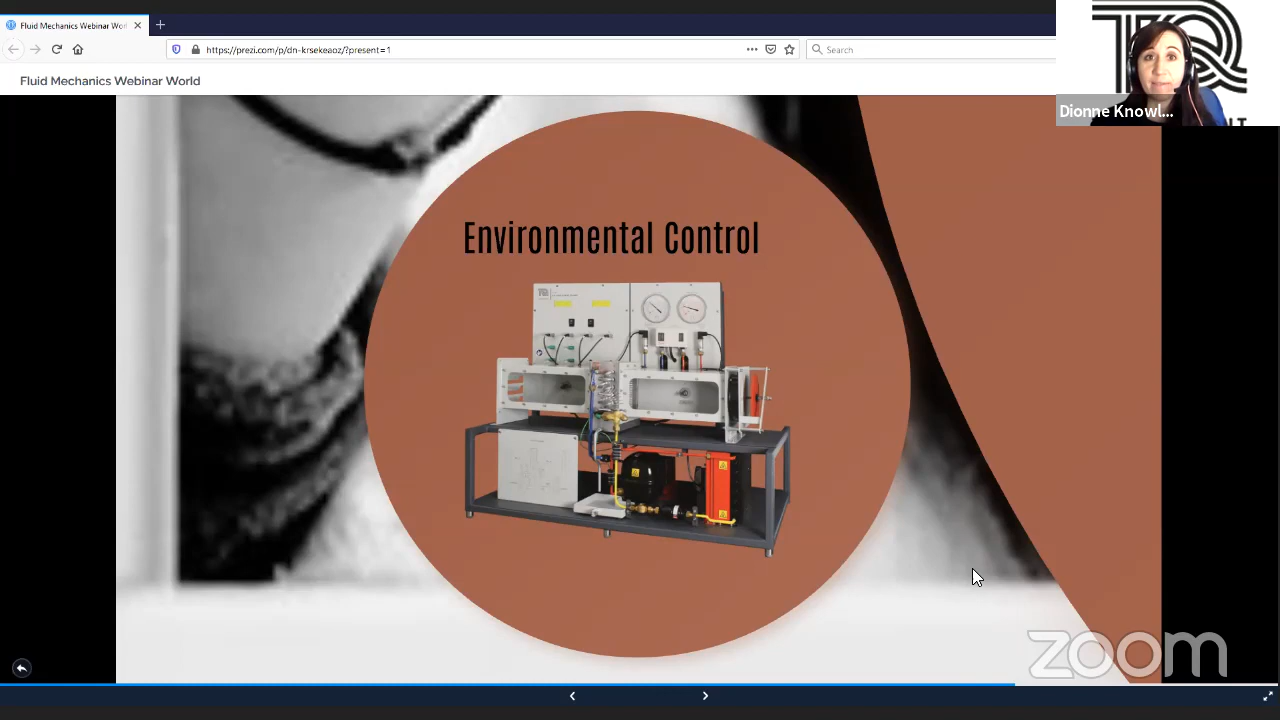 Fluid Mechanics Webinar Worl
https://prezi.com/p/dn-krsekeaoz/?present=1
Search
Fluid Mechanics Webinar World
Dionne Knowl...
Environmental Control
zoom